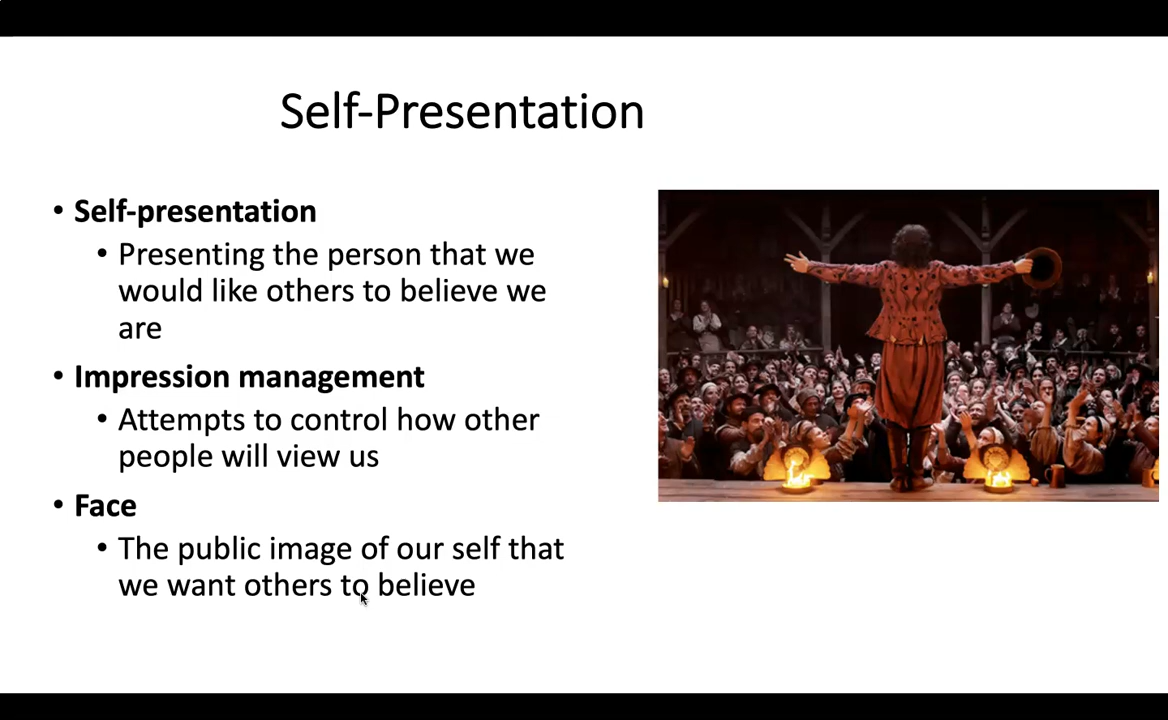 Self-Presentation
• Self-presentation
• Presenting the person that we
would like others to believe we
are
• Impression management
• Attempts to control how other
people will view us
• Face
• The public image of our self that
we want others to believe